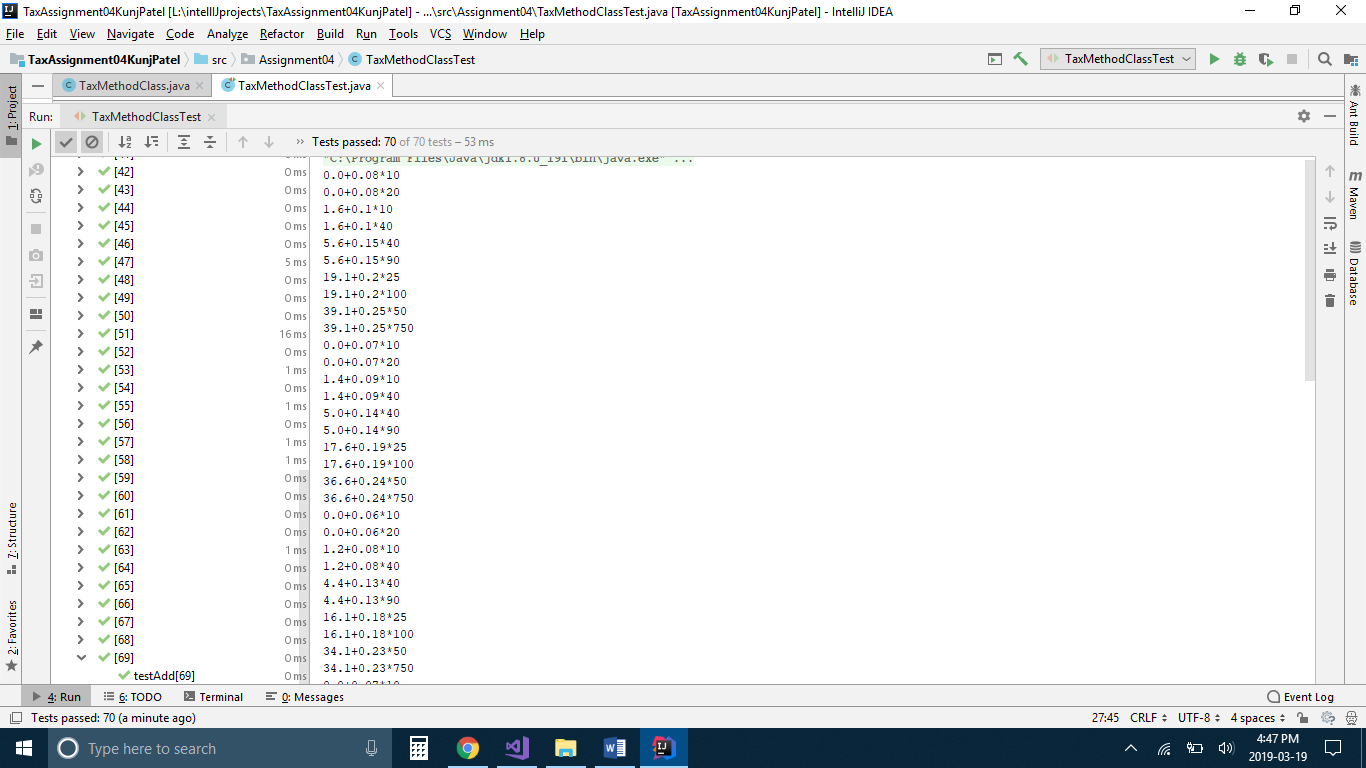 TaxAssignment04KunjPatel [L:\intellIJprojects\TaxAssignment04KunjPatel] - ...\src\Assignment04\TaxMethodClassTest.java [TaxAssignment04KunjPatel] - IntelliJ IDEA
File Edit View Navigate Code Analyze Refactor Build Run Tools VCS Window Help
TaxAssignment04KunjPatel src Assignment04 TaxMethodClassTest TaxMethodClassTest
TaxMethodClass.java TaxMethodClassTest.java
Run: TaxMethodClassTest
Tests passed: 70 of 70 tests – 53 ms
1: Project
7: Structure
2: Favorites
[42] 0 ms
[43] 0 ms
[44] 0 ms
[45] 0 ms
[46] 0 ms
[47] 5 ms
[48] 0 ms
[49] 0 ms
[50] 0 ms
[51] 16 ms
[52] 0 ms
[53] 1 ms
[54] 0 ms
[55] 1 ms
[56] 0 ms
[57] 1 ms
[58] 1 ms
[59] 0 ms
[60] 0 ms
[61] 0 ms
[62] 0 ms
[63] 1 ms
[64] 0 ms
[65] 0 ms
[66] 0 ms
[67] 0 ms
[68] 0 ms
[69] 0 ms
testAdd[69] 0 ms
"C:\Program Files\Java\jdk1.8.0_191\bin\java.exe" ...
0.0+0.08*10
0.0+0.08*20
1.6+0.1*10
1.6+0.1*40
5.6+0.15*40
5.6+0.15*90
19.1+0.2*25
19.1+0.2*100
39.1+0.25*50
39.1+0.25*750
0.0+0.07*10
0.0+0.07*20
1.4+0.09*10
1.4+0.09*40
5.0+0.14*40
5.0+0.14*90
17.6+0.19*25
17.6+0.19*100
36.6+0.24*50
36.6+0.24*750
0.0+0.06*10
0.0+0.06*20
1.2+0.08*10
1.2+0.08*40
4.4+0.13*40
4.4+0.13*90
16.1+0.18*25
16.1+0.18*100
34.1+0.23*50
34.1+0.23*750
Ant Build
Maven
Database
4: Run 6: TODO Terminal 0: Messages Event Log
Tests passed: 70 (a minute ago) 27:45 CRLF UTF-8 4 spaces
Type here to search
4:47 PM
2019-03-19